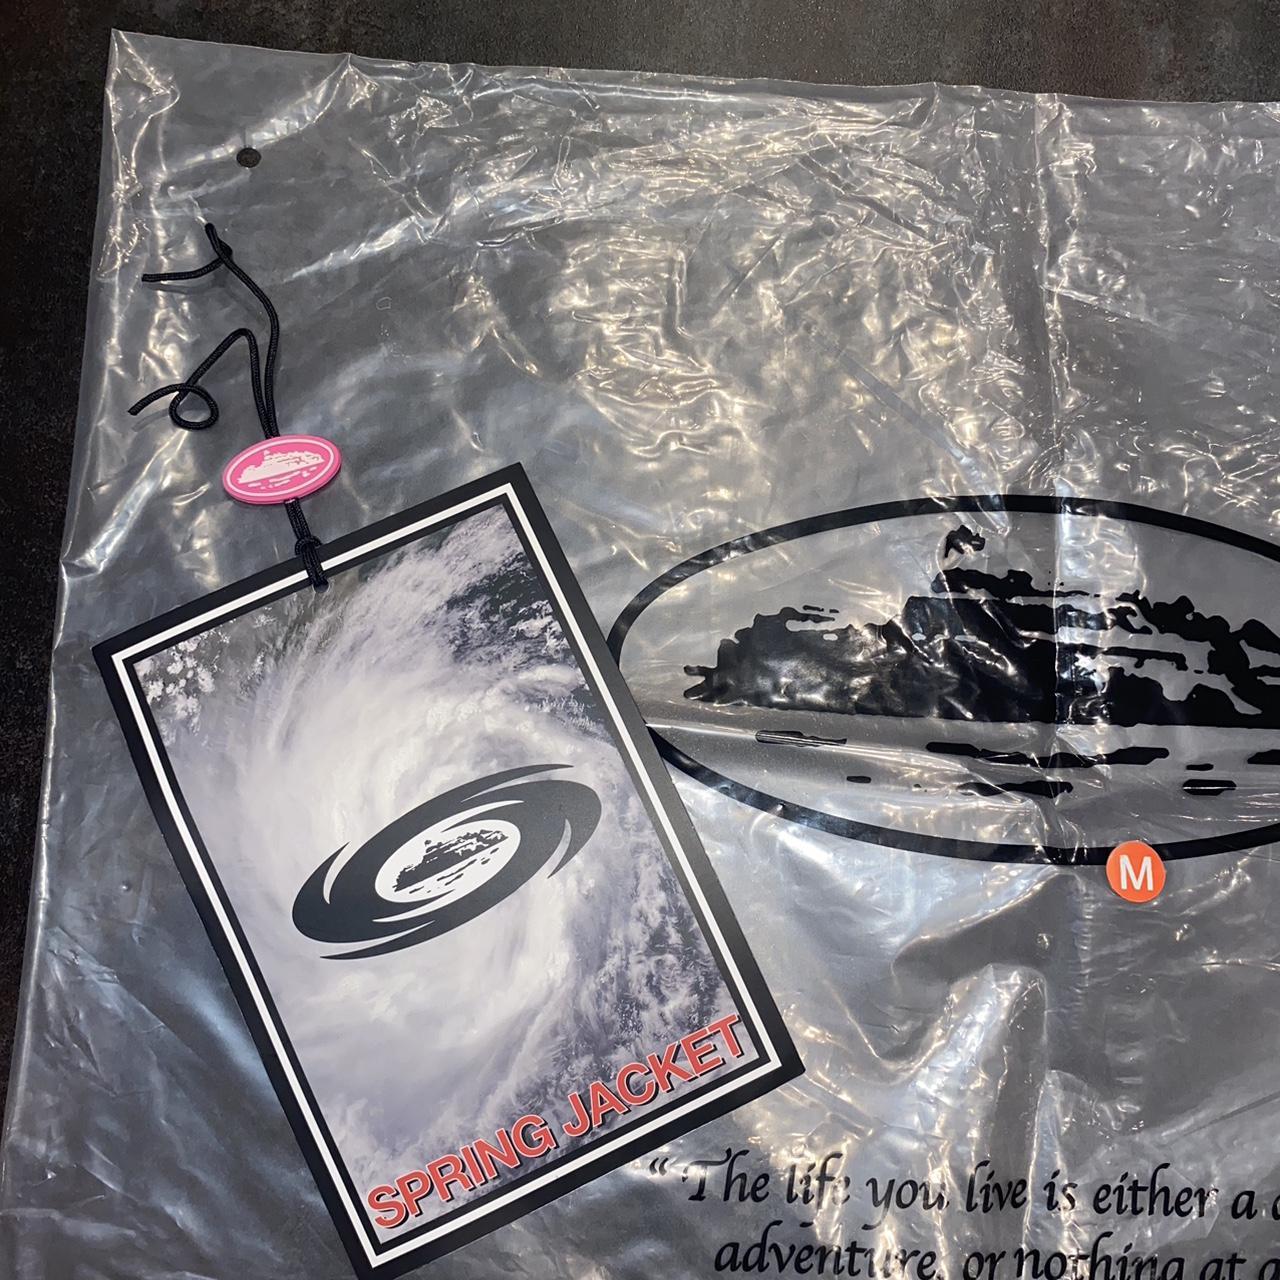 M
SPRING JACKET
"The life you live is either a
adventure, or nothing at